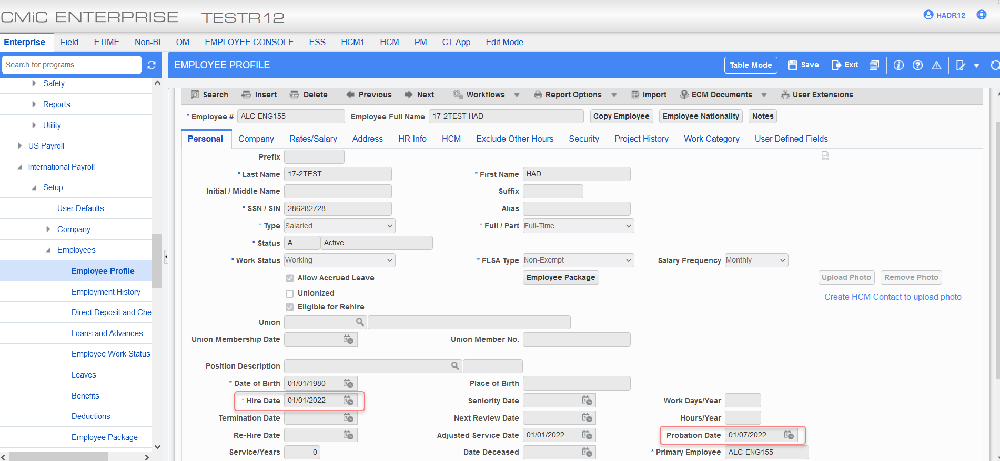 CMiC ENTERPRISE TESTR12 HADR12
Enterprise Field ETIME Non-BI OM EMPLOYEE CONSOLE ESS HCM1 HCM PM CT App Edit Mode
Search for programs...
EMPLOYEE PROFILE Table Mode Save Exit
Safety
Reports
Utility
US Payroll
International Payroll
Setup
User Defaults
Company
Employees
Employee Profile
Employment History
Direct Deposit and Che
Loans and Advances
Employee Work Status
Leaves
Benefits
Deductions
Employee Package
Search Insert Delete Previous Next Workflows Report Options Import ECM Documents User Extensions
* Employee # ALC-ENG155 Employee Full Name 17-2TEST HAD Copy Employee Employee Nationality Notes
Personal Company Rates/Salary Address HR Info HCM Exclude Other Hours Security Project History Work Category User Defined Fields
Prefix
* Last Name 17-2TEST * First Name HAD
Initial / Middle Name Suffix
* SSN / SIN 286282728 Alias
* Type Salaried * Full / Part Full-Time
* Status A Active
* Work Status Working * FLSA Type Non-Exempt Salary Frequency Monthly
Allow Accrued Leave Employee Package Upload Photo Remove Photo
Unionized
Create HCM Contact to upload photo
Eligible for Rehire
Union
Union Membership Date Union Member No.
Position Description
* Date of Birth 01/01/1980 Place of Birth
* Hire Date 01/01/2022 Seniority Date Work Days/Year
Termination Date Next Review Date Hours/Year
Re-Hire Date Adjusted Service Date 01/01/2022 Probation Date 01/07/2022
Service/Years 0 Date Deceased * Primary Employee ALC-ENG155